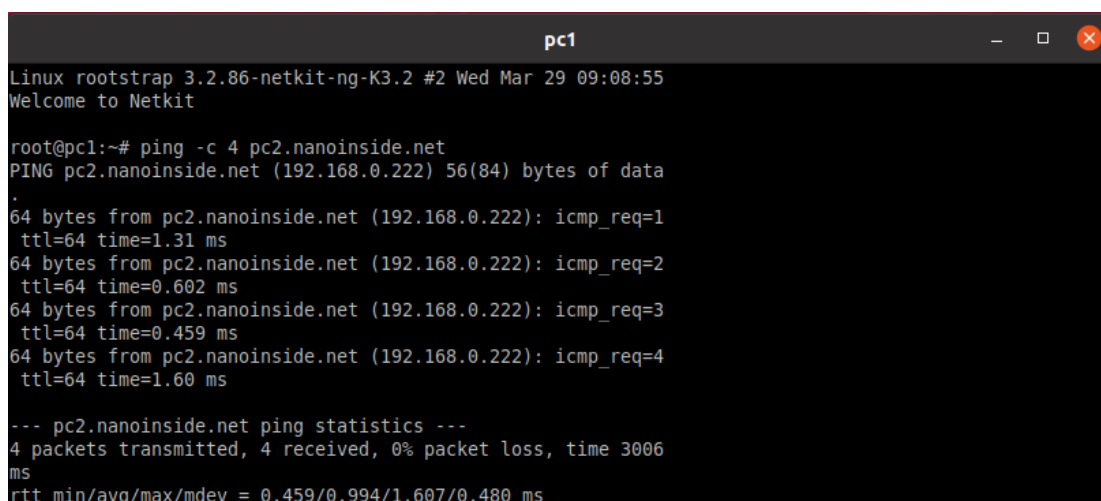 pc1
Linux rootstrap 3.2.86-netkit-ng-K3.2 #2 Wed Mar 29 09:08:55
Welcome to Netkit
root@pc1:~# ping -c 4 pc2.nanoinside.net
PING pc2.nanoinside.net (192.168.0.222) 56(84) bytes of data
.
64 bytes from pc2.nanoinside.net (192.168.0.222): icmp_req=1
 ttl=64 time=1.31 ms
64 bytes from pc2.nanoinside.net (192.168.0.222): icmp_req=2
 ttl=64 time=0.602 ms
64 bytes from pc2.nanoinside.net (192.168.0.222): icmp_req=3
 ttl=64 time=0.459 ms
64 bytes from pc2.nanoinside.net (192.168.0.222): icmp_req=4
 ttl=64 time=1.60 ms
--- pc2.nanoinside.net ping statistics ---
4 packets transmitted, 4 received, 0% packet loss, time 3006
ms
rtt min/avg/max/mdev = 0.459/0.994/1.607/0.480 ms